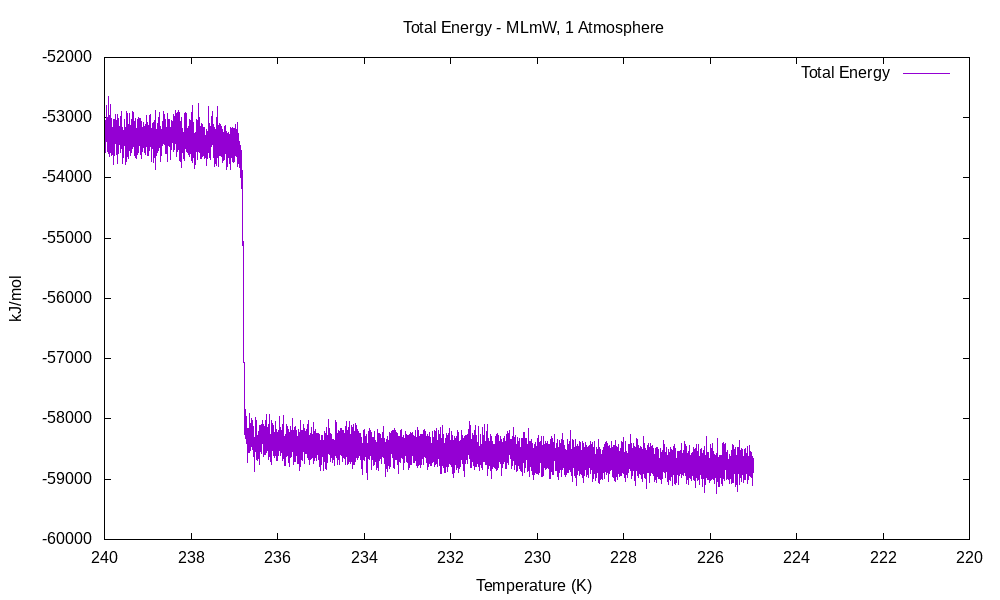 Total Energy - MLmW, 1 Atmosphere
Total Energy
-52000
-53000
-54000
-55000
-56000
-57000
-58000
-59000
-60000
kJ/mol
240 238 236 234 232 230 228 226 224 222 220
Temperature (K)